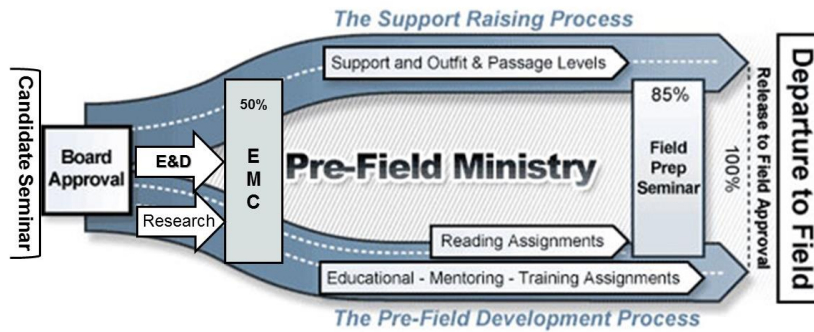 The Support Raising Process
Support and Outfit & Passage Levels
Candidate Seminar
Board
Approval
E&D
Research
50%
E
M
C
Pre-Field Ministry
85%
Field
Prep
Seminar
100%
Release to Field Approval
Departure to Field
Reading Assignments
Educational - Mentoring - Training Assignments
The Pre-Field Development Process